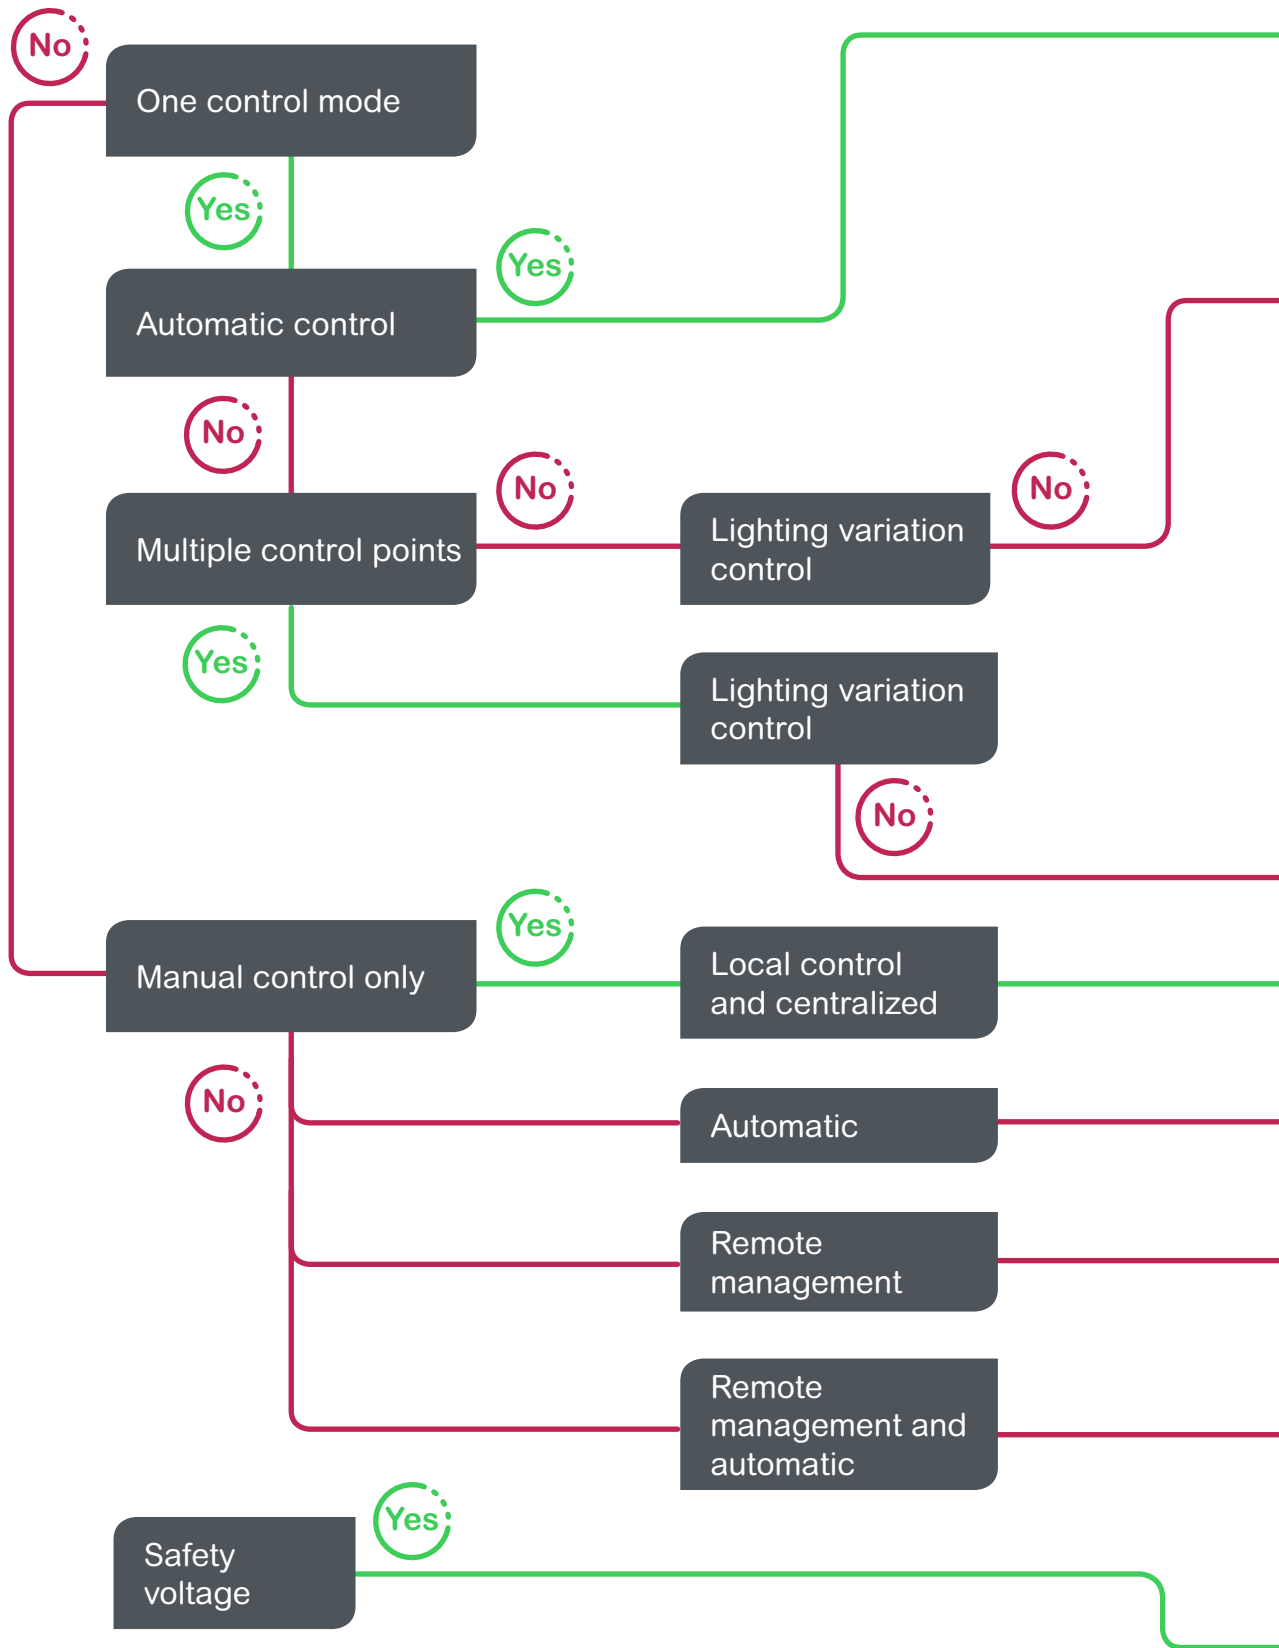 No
One control mode
Yes
Automatic control
Yes
No
Multiple control points
No
Lighting variation
control
No
Yes
Lighting variation
control
No
Manual control only
Yes
Local control
and centralized
No
Automatic
Remote
management
Remote
management and
automatic
Safety
voltage
Yes